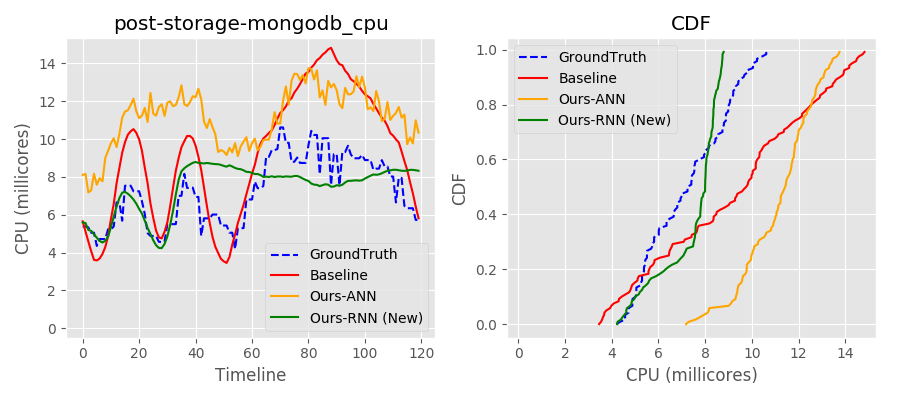 post-storage-mongodb_cpu
CPU (millicores)
14
12
10
8
6
4
2
0
GroundTruth
Baseline
Ours-ANN
Ours-RNN (New)
0 20 40 60 80 100 120
Timeline
CDF
CDF
1.0
0.8
0.6
0.4
0.2
0.0
GroundTruth
Baseline
Ours-ANN
Ours-RNN (New)
0 2 4 6 8 10 12 14
CPU (millicores)